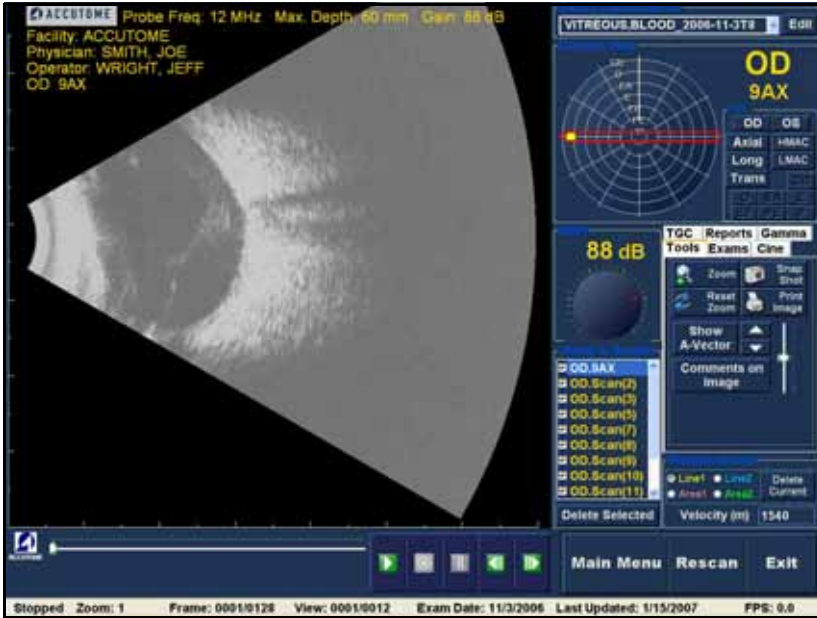 ACCUTOME Probe Freq: 12 MHz Max. Depth: 60 mm Gain: 88 dB
Facility: ACCUTOME
Physician: SMITH, JOE
Operator: WRIGHT, JEFF
OD 9AX
VITREOUS,BLOOD_2006-11-3T8 Edit
OD
9AX
OD OS
Axial HMAC
Long LMAC
Trans
88 dB
TGC Reports Gamma
Tools Exams Cine
Zoom Snap Shot
Reset Zoom Print Image
Show A-Vector
Comments on Image
OD.9AX
OD.Scan(2)
OD.Scan(3)
OD.Scan(5)
OD.Scan(7)
OD.Scan(8)
OD.Scan(9)
OD.Scan(10)
OD.Scan(11)
Line1 Line2 Delete Current
Area1 Area2
Delete Selected Velocity (m) 1540
ACCUTOME
Main Menu Rescan Exit
Stopped Zoom: 1 Frame: 0001/0128 View: 0001/0012 Exam Date: 11/3/2006 Last Updated: 1/15/2007 FPS: 0.0